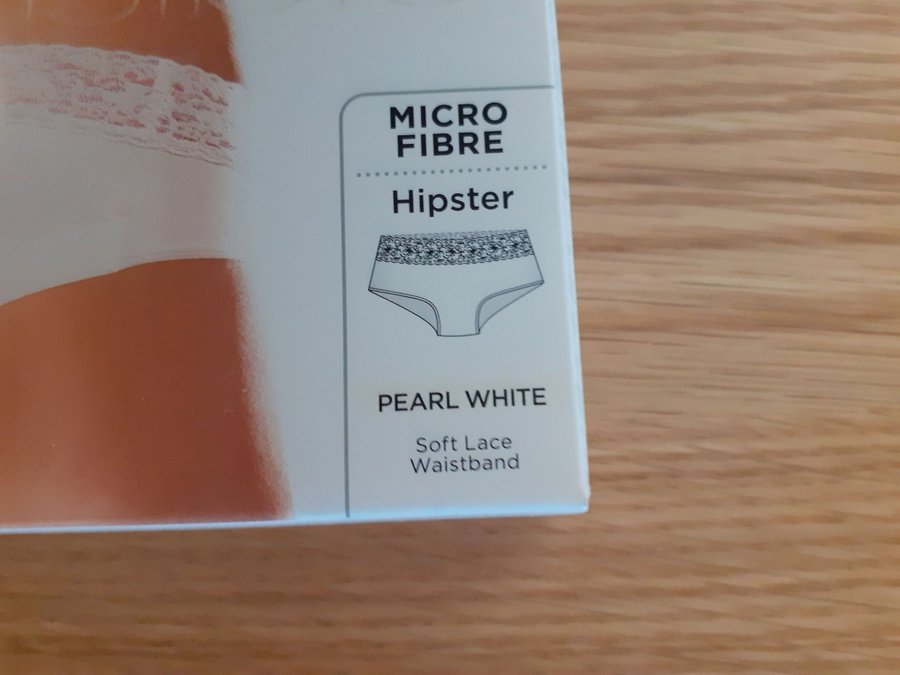 MICRO
FIBRE
Hipster
PEARL WHITE
Soft Lace
Waistband